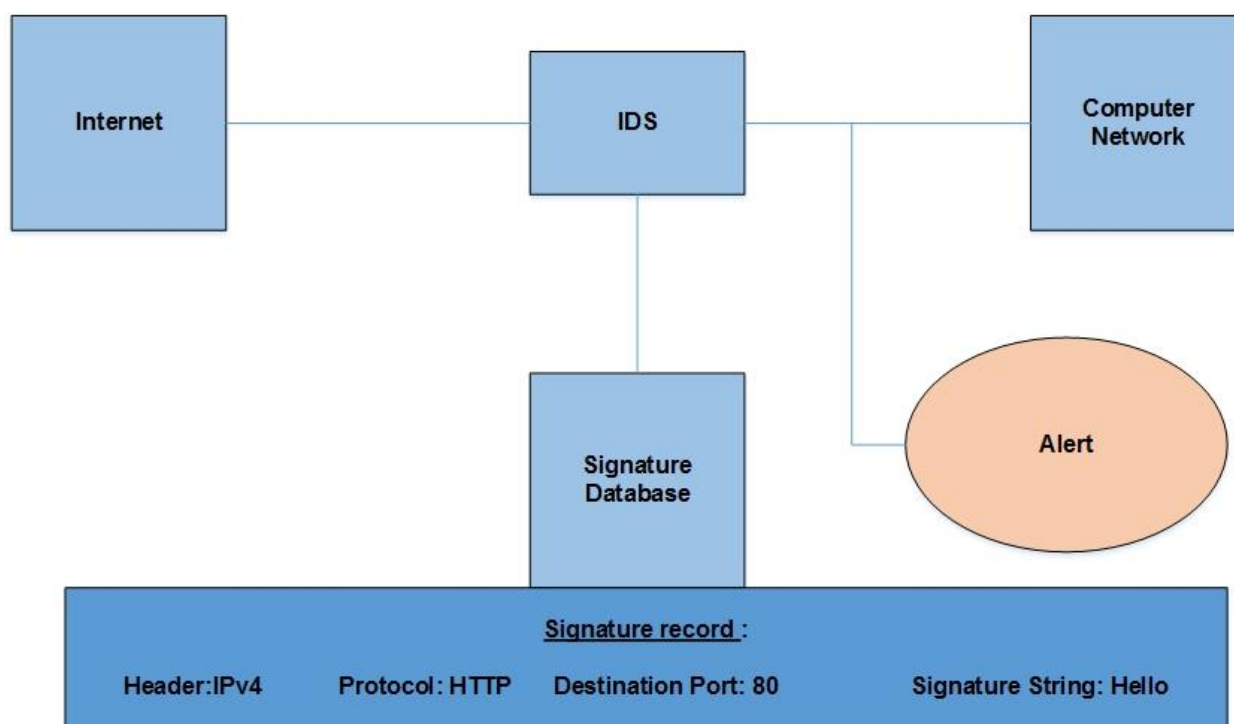 Internet
IDS
Computer
Network
Alert
Signature
Database
Signature record :
Header:IPv4 Protocol: HTTP Destination Port: 80 Signature String: Hello